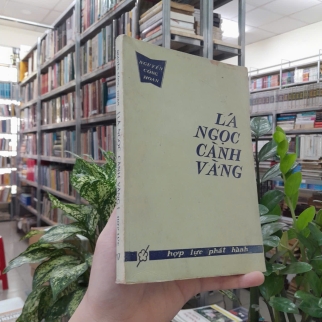 NGUYỄN
CÔNG
HOAN
LÁ
NGỌC
CÀNH
VÀNG
hợp lực phát hành